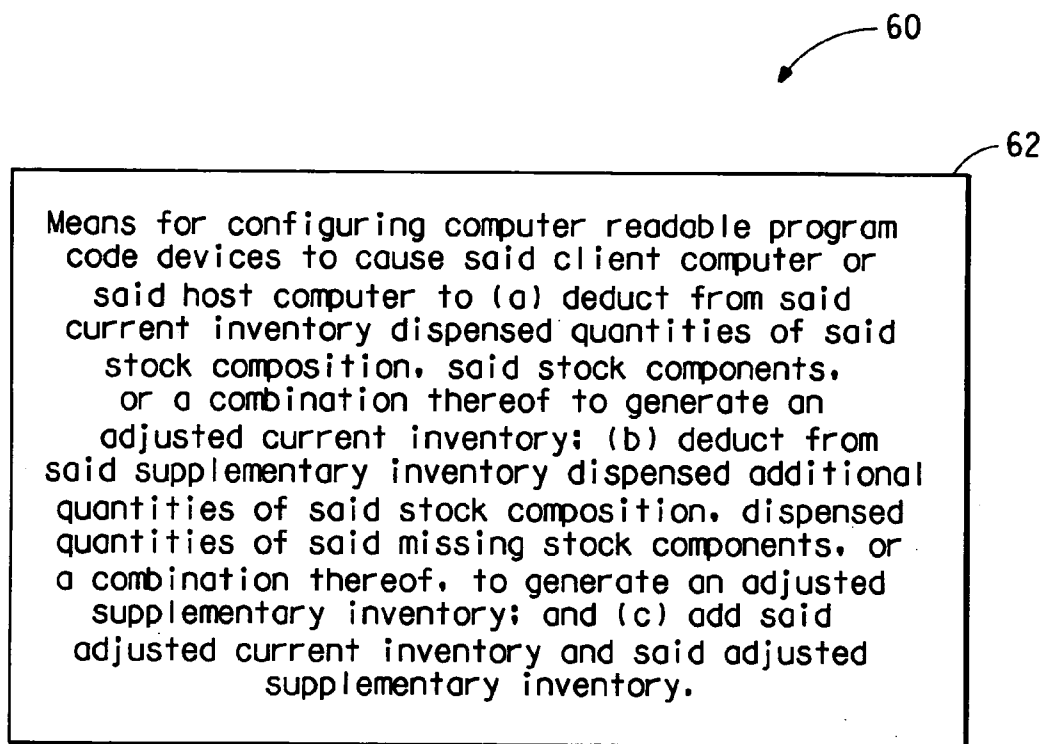 60
62
Means for configuring computer readable program
code devices to cause said client computer or
said host computer to (a) deduct from said
current inventory dispensed quantities of said
stock composition, said stock components,
or a combination thereof to generate an
adjusted current inventory; (b) deduct from
said supplementary inventory dispensed additional
quantities of said stock composition, dispensed
quantities of said missing stock components, or
a combination thereof, to generate an adjusted
supplementary inventory; and (c) add said
adjusted current inventory and said adjusted
supplementary inventory.